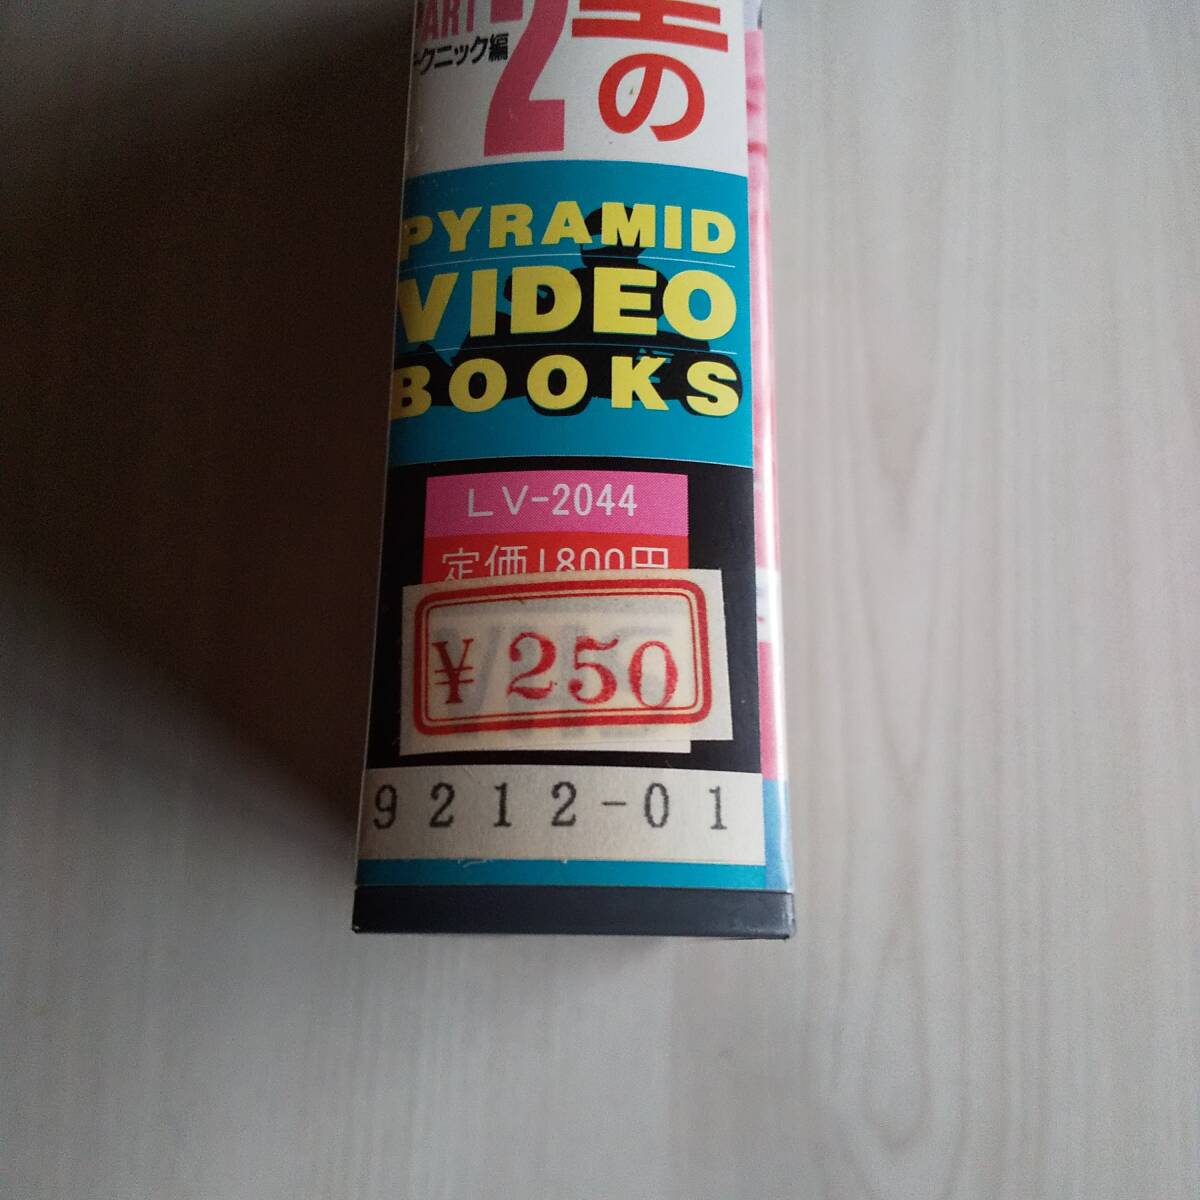 PART 2
クニック編
の
PYRAMID
VIDEO
BOOKS
LV-2044
定価1800円
¥250
9212-01